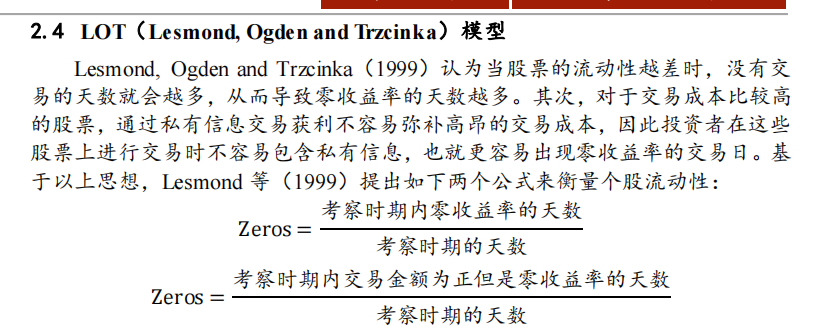 2.4 LOT（Lesmond, Ogden and Trzcinka）模型
Lesmond, Ogden and Trzcinka（1999）认为当股票的流动性越差时，没有交
易的天数就会越多，从而导致零收益率的天数越多。其次，对于交易成本比较高
的股票，通过私有信息交易获利不容易弥补高昂的交易成本，因此投资者在这些
股票上进行交易时不容易包含私有信息，也就更容易出现零收益率的交易日。基
于以上思想，Lesmond 等（1999）提出如下两个公式来衡量个股流动性：
考察时期内零收益率的天数
Zeros =
考察时期的天数
考察时期内交易金额为正但是零收益率的天数
Zeros =
考察时期的天数